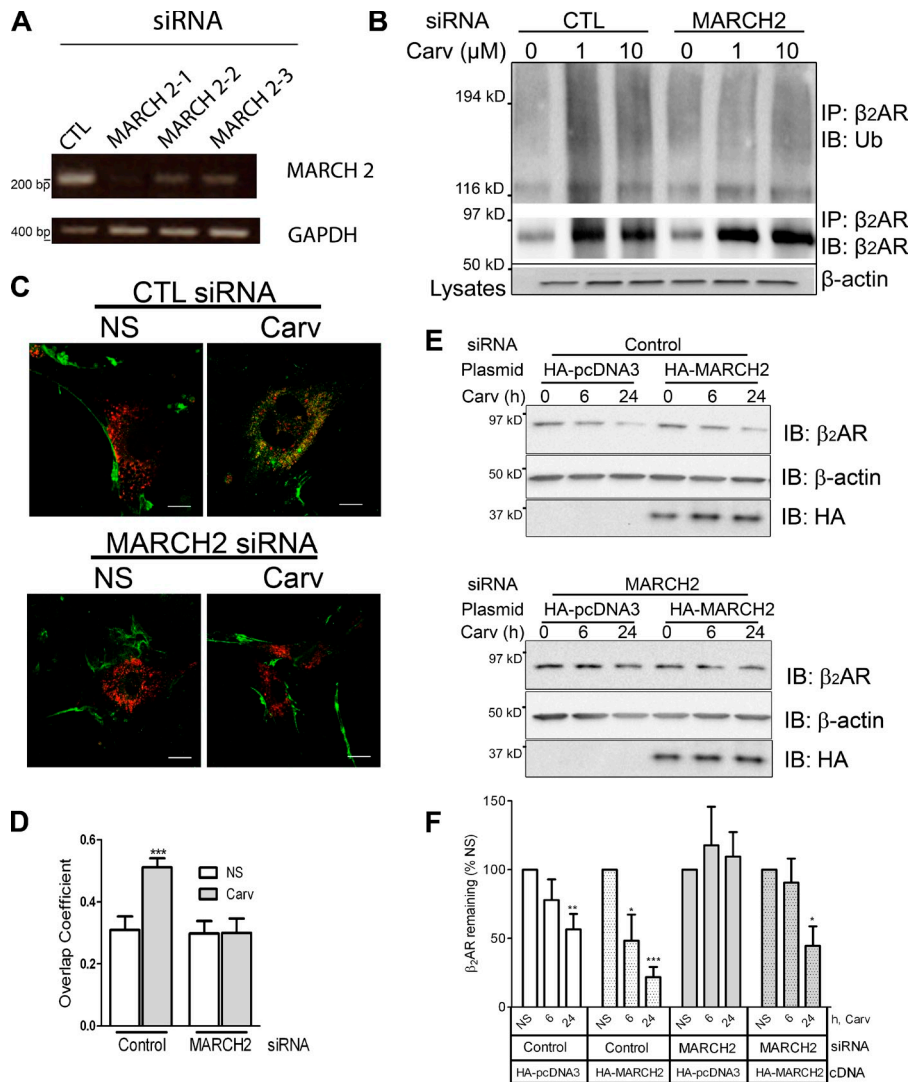 A
siRNA
CTL
MARCH 2-1
MARCH 2-2
MARCH 2-3
200 bp
MARCH 2
400 bp
GAPDH
B
siRNA CTL MARCH2
Carv (µM) 0 1 10 0 1 10
194 kD
IP: β₂AR
IB: Ub
116 kD
97 kD
IP: β₂AR
IB: β₂AR
50 kD
Lysates
β-actin
C
CTL siRNA
NS Carv
MARCH2 siRNA
NS Carv
D
Overlap Coefficient
0.6
0.4
0.2
0.0
***
NS
Carv
Control MARCH2 siRNA
E
siRNA Control
Plasmid HA-pcDNA3 HA-MARCH2
Carv (h) 0 6 24 0 6 24
97 kD
IB: β₂AR
50 kD
IB: β-actin
37 kD
IB: HA
siRNA MARCH2
Plasmid HA-pcDNA3 HA-MARCH2
Carv (h) 0 6 24 0 6 24
97 kD
IB: β₂AR
50 kD
IB: β-actin
37 kD
IB: HA
F
β₂AR remaining (% NS)
150
100
50
0
** * *** *
NS 6 24 NS 6 24 NS 6 24 NS 6 24 h, Carv
Control Control MARCH2 MARCH2 siRNA
HA-pcDNA3 HA-MARCH2 HA-pcDNA3 HA-MARCH2 cDNA